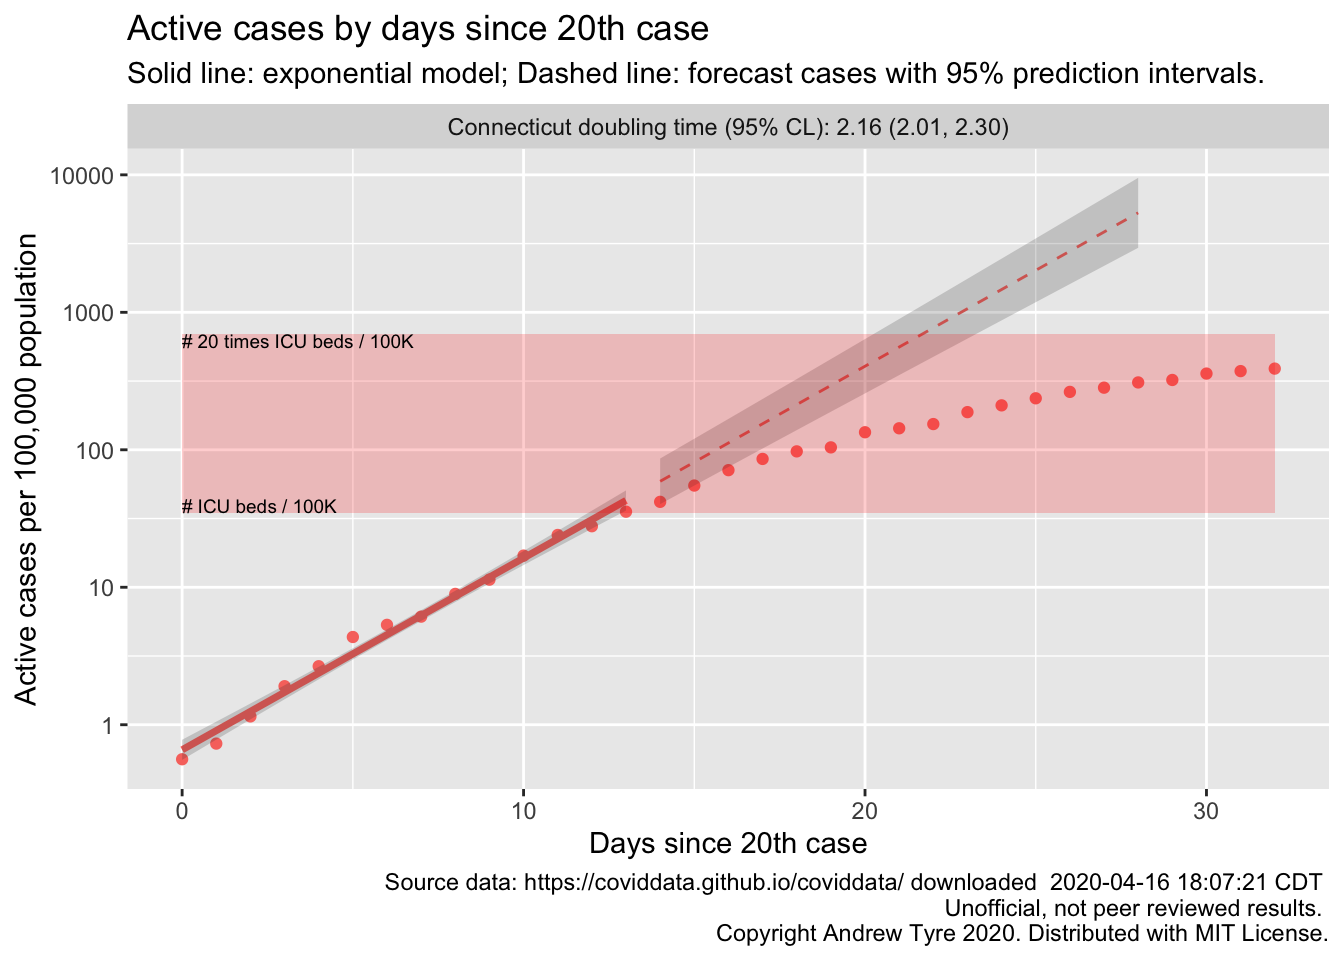 Active cases by days since 20th case
Solid line: exponential model; Dashed line: forecast cases with 95% prediction intervals.
Connecticut doubling time (95% CL): 2.16 (2.01, 2.30)
Active cases per 100,000 population
10000
1000
100
10
1
# 20 times ICU beds / 100K
# ICU beds / 100K
0
10
20
30
Days since 20th case
Source data: https://coviddata.github.io/coviddata/ downloaded  2020-04-16 18:07:21 CDT
Unofficial, not peer reviewed results.
Copyright Andrew Tyre 2020. Distributed with MIT License.